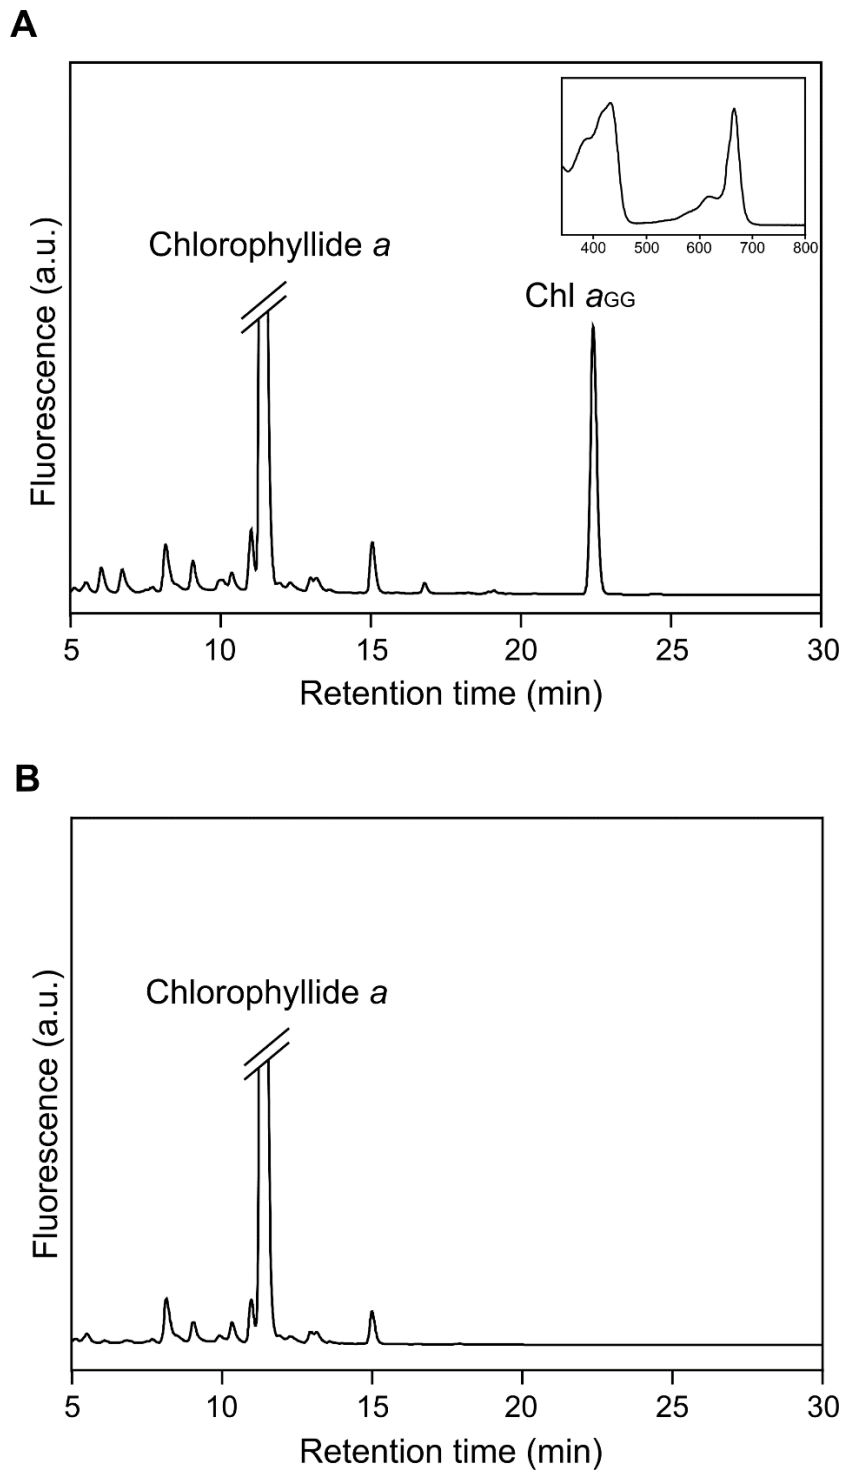 A
400 500 600 700 800
Chlorophyllide a
Chl aGG
Fluorescence (a.u.)
5 10 15 20 25 30
Retention time (min)
B
Chlorophyllide a
Fluorescence (a.u.)
5 10 15 20 25 30
Retention time (min)